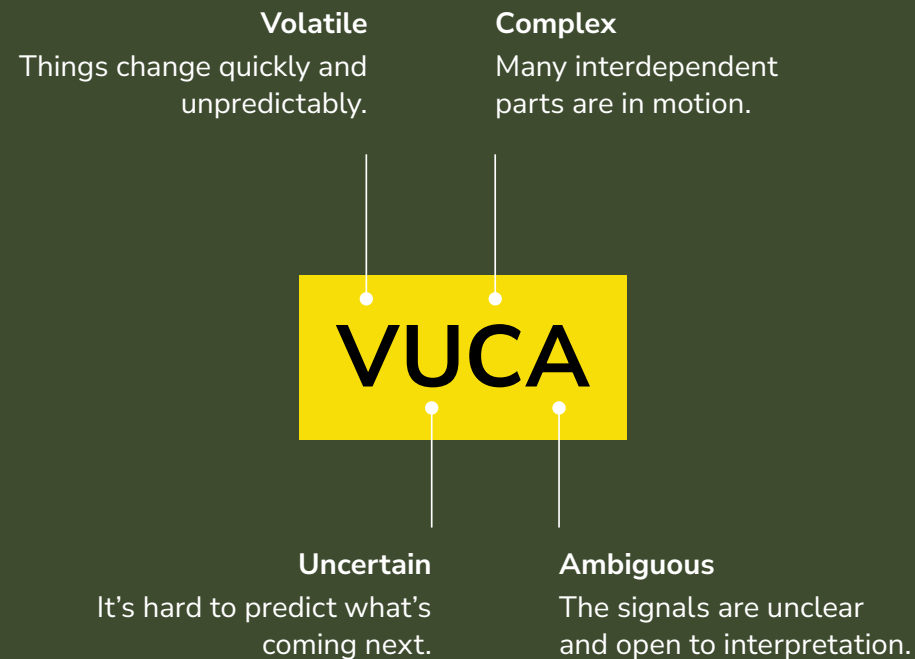 Volatile
Things change quickly and
unpredictably.
Complex
Many interdependent
parts are in motion.
VUCA
Uncertain
It’s hard to predict what’s
coming next.
Ambiguous
The signals are unclear
and open to interpretation.